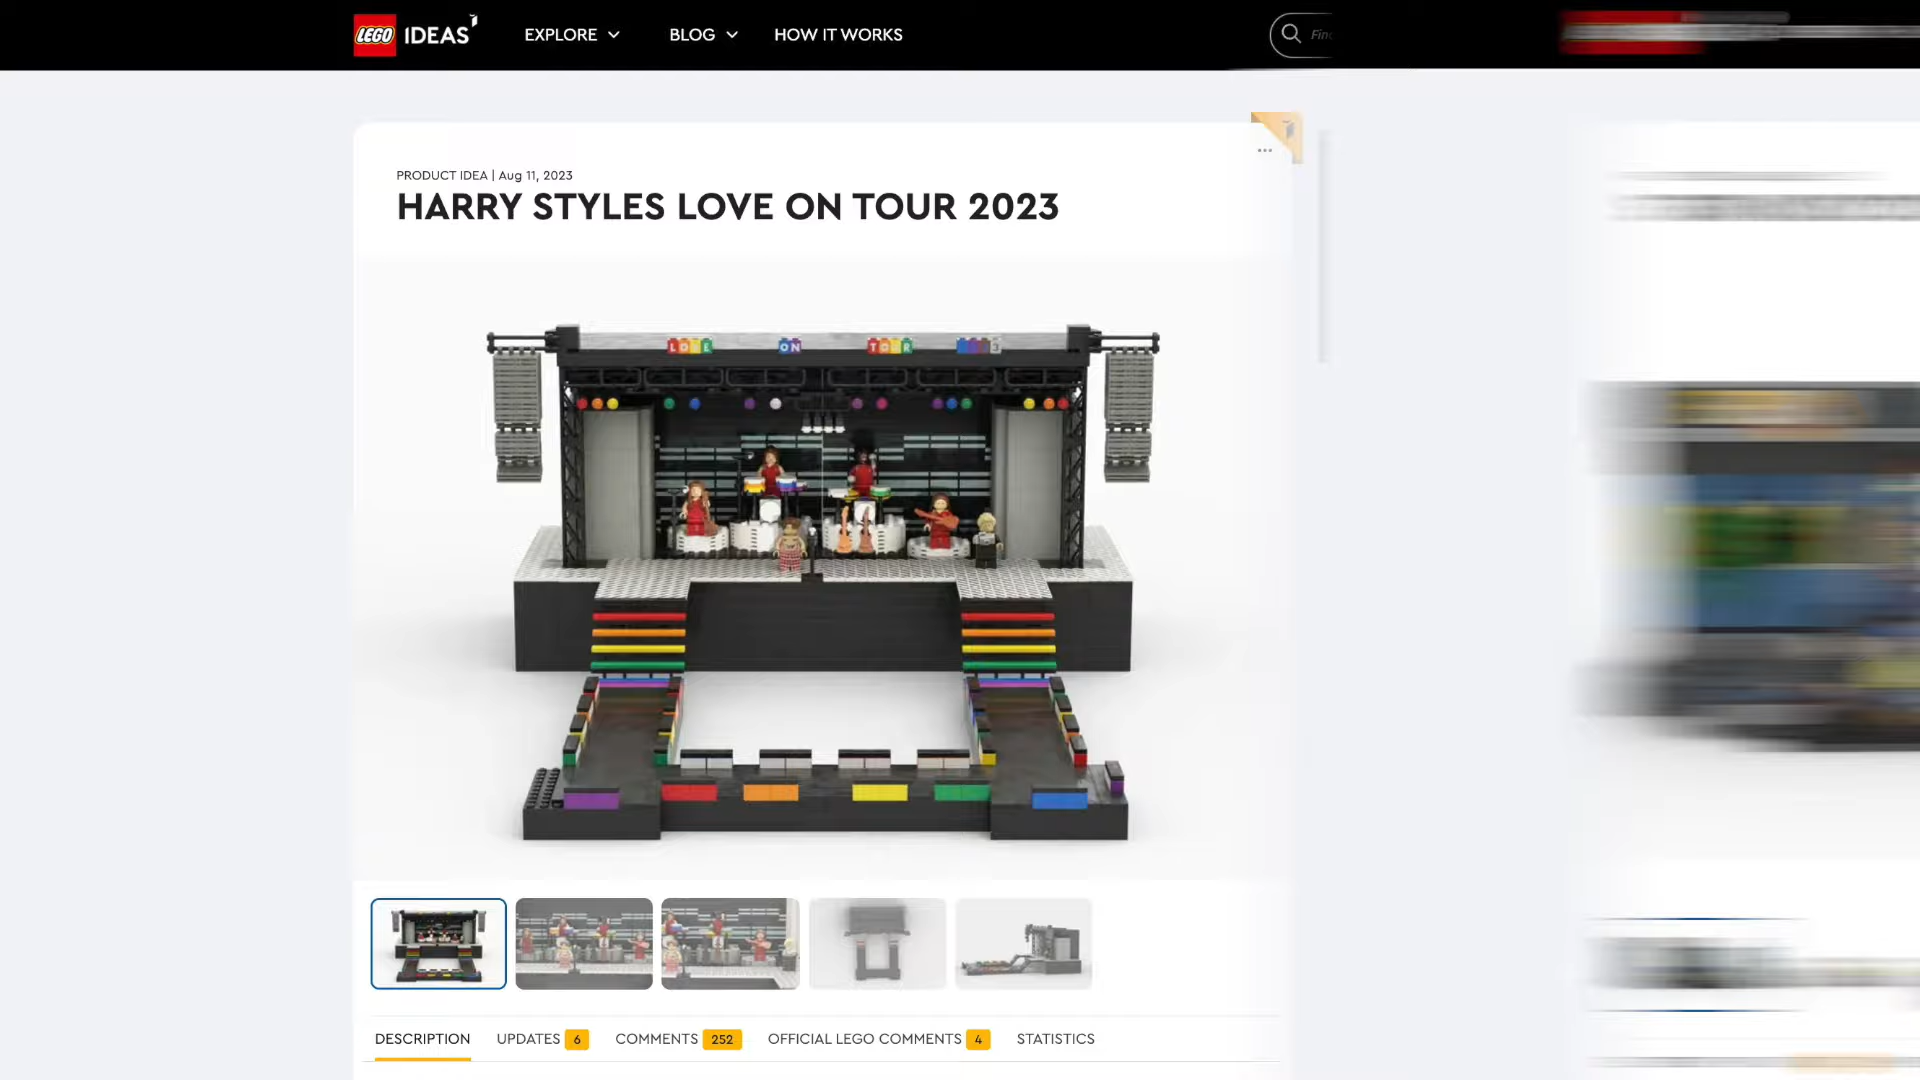 LEGO IDEAS EXPLORE BLOG HOW IT WORKS
PRODUCT IDEA | Aug 11, 2023
HARRY STYLES LOVE ON TOUR 2023
LOVE ON TOUR
DESCRIPTION UPDATES 6 COMMENTS 252 OFFICIAL LEGO COMMENTS 4 STATISTICS